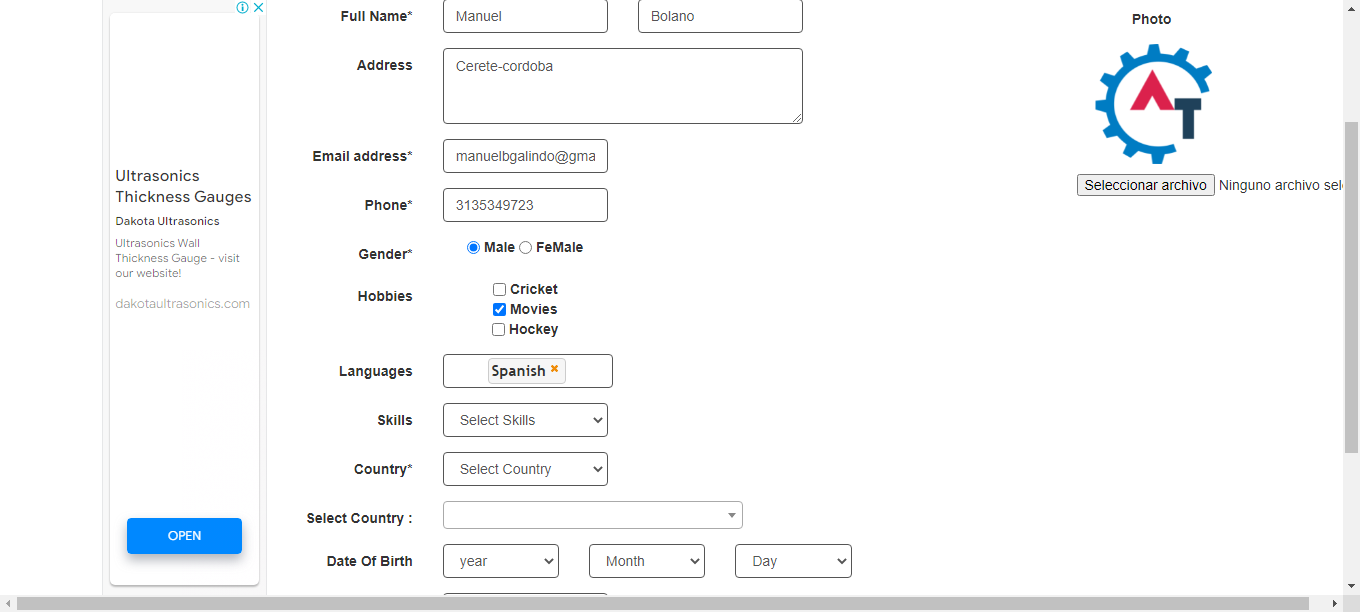 Full Name* Manuel Bolano
Photo
Address Cerete-cordoba
AT
Ultrasonics
Thickness Gauges
Dakota Ultrasonics
Ultrasonics Wall
Thickness Gauge - visit
our website!
dakotaultrasonics.com
OPEN
Email address* manuelbgalindo@gma
Seleccionar archivo Ninguno archivo sel
Phone* 3135349723
Gender* Male FeMale
Hobbies Cricket
Movies
Hockey
Languages Spanish
Skills Select Skills
Country* Select Country
Select Country :
Date Of Birth year Month Day